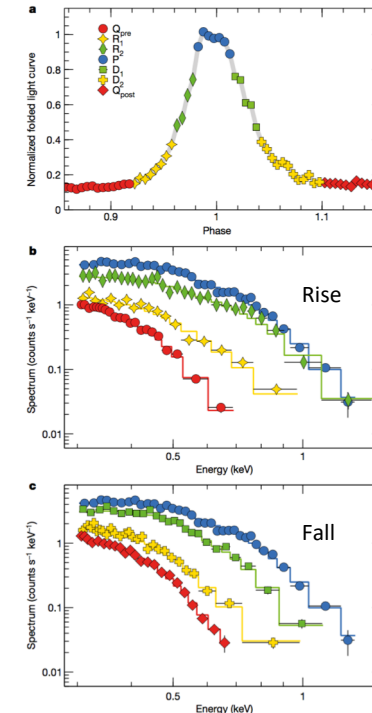 a
Q_pre
R_1
R_2
P
D_1
D_2
Q_post
Normalized folded light curve
1
0.8
0.6
0.4
0.2
0
0.9
1
1.1
Phase
b
Rise
Spectrum (counts s⁻¹ keV⁻¹)
1
0.1
0.01
0.5
1
Energy (keV)
c
Fall
Spectrum (counts s⁻¹ keV⁻¹)
1
0.1
0.01
0.5
1
Energy (keV)